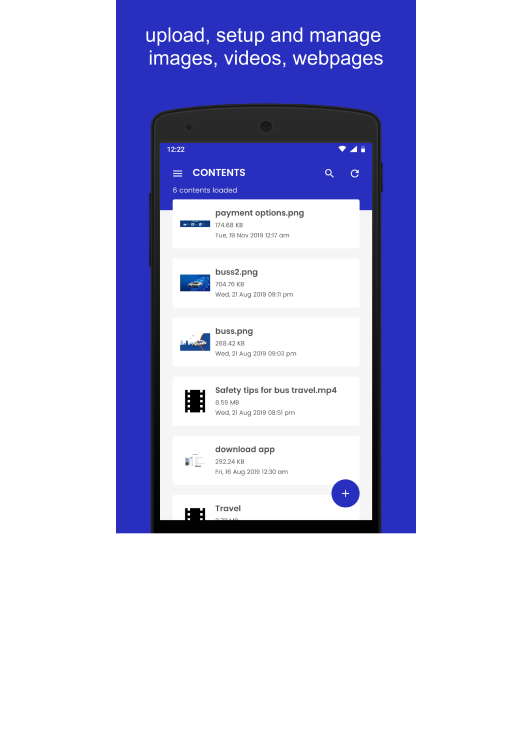 upload, setup and manage
images, videos, webpages
12:22
CONTENTS
6 contents loaded
payment options.png
174.68 KB
Tue, 19 Nov 2019 12:17 am
buss2.png
704.76 KB
Wed, 21 Aug 2019 09:11 pm
buss.png
268.42 KB
Wed, 21 Aug 2019 09:03 pm
Safety tips for bus travel.mp4
8.59 MB
Wed, 21 Aug 2019 08:51 pm
download app
292.24 KB
Fri, 16 Aug 2019 12:30 am
+
Travel